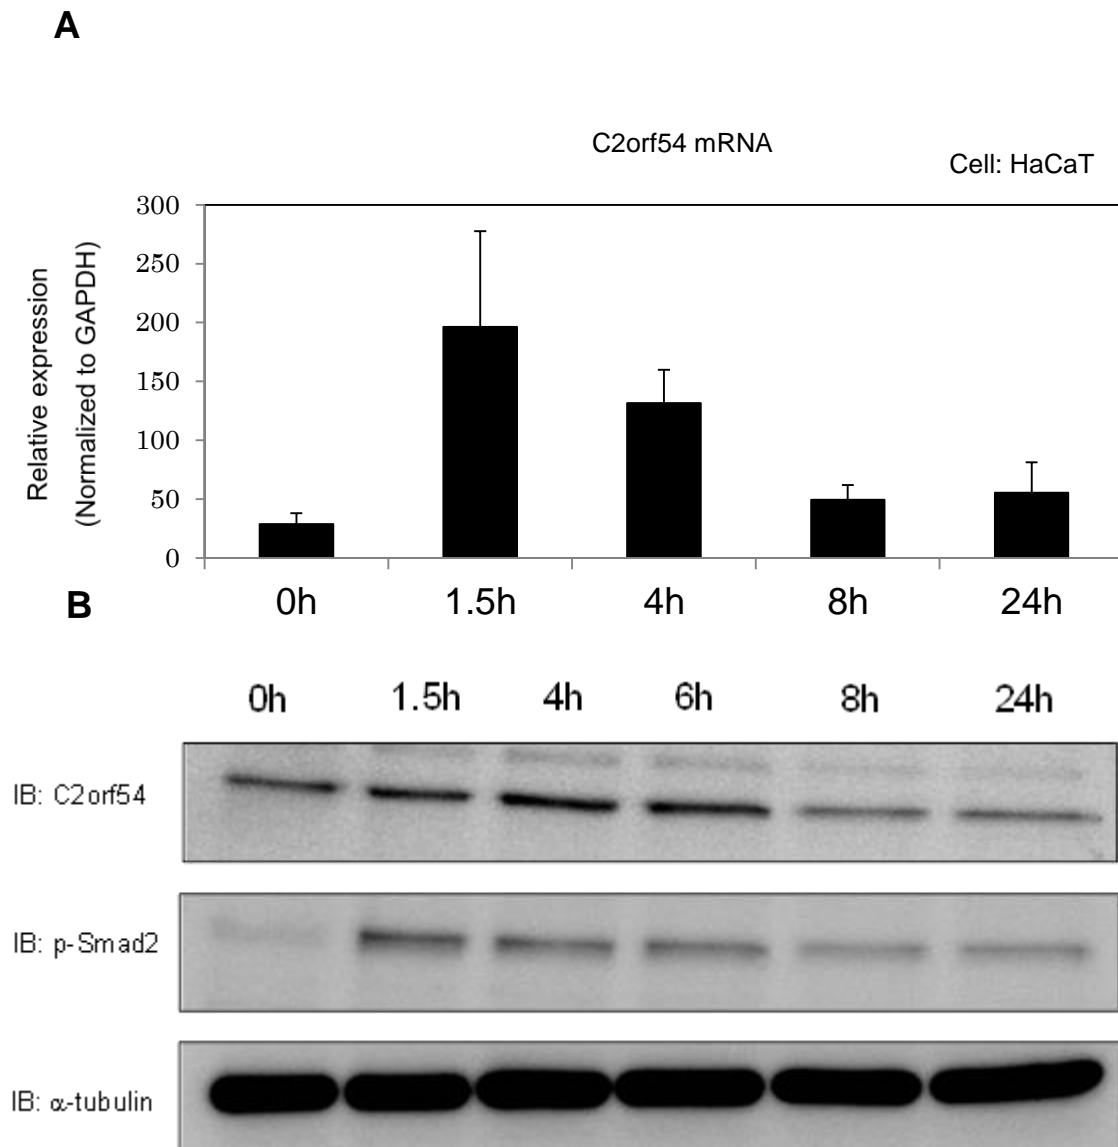 A
C2orf54 mRNA
Cell: HaCaT
Relative expression
(Normalized to GAPDH)
300
250
200
150
100
50
0
0h 1.5h 4h 8h 24h
B
0h 1.5h 4h 6h 8h 24h
IB: C2orf54
IB: p-Smad2
IB: α-tubulin